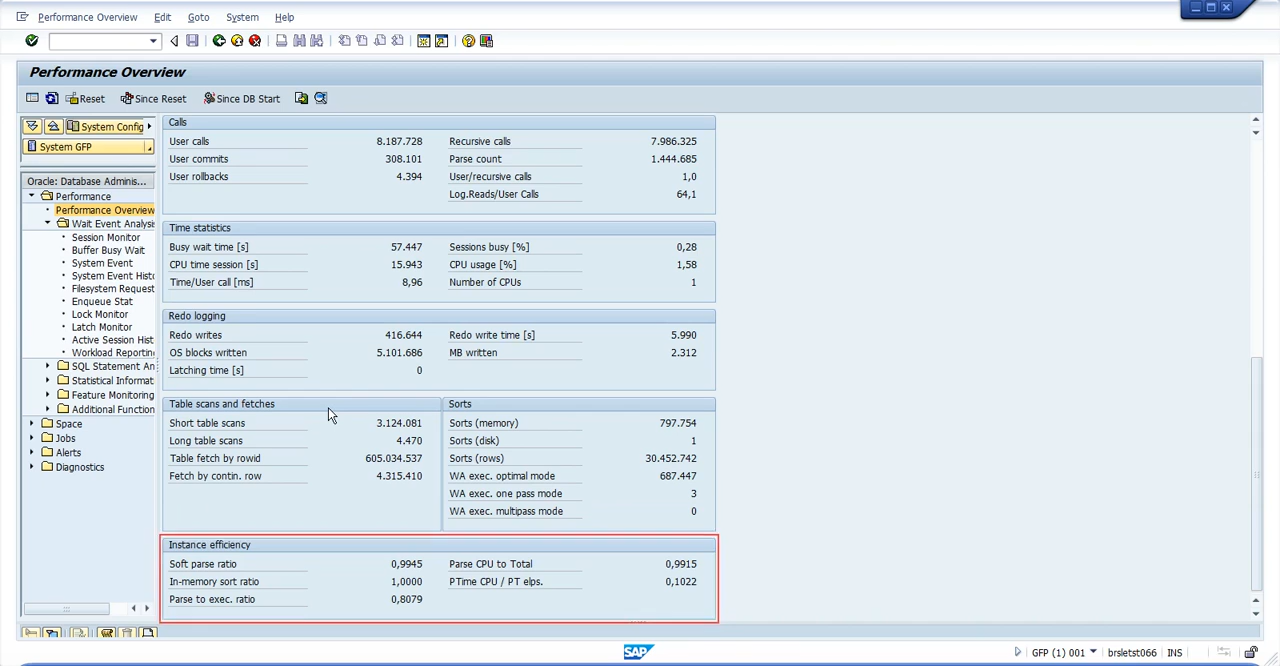 Performance Overview Edit Goto System Help
Performance Overview
Reset Since Reset Since DB Start
System Config
System GFP
Oracle: Database Adminis...
Performance
Performance Overview
Wait Event Analysis
Session Monitor
Buffer Busy Wait
System Event
System Event Histo
Filesystem Request
Enqueue Stat
Lock Monitor
Latch Monitor
Active Session Hist
Workload Reporting
SQL Statement An
Statistical Informat
Feature Monitoring
Additional Function
Space
Jobs
Alerts
Diagnostics
Calls
User calls 8.187.728 Recursive calls 7.986.325
User commits 308.101 Parse count 1.444.685
User rollbacks 4.394 User/recursive calls 1,0
Log.Reads/User Calls 64,1
Time statistics
Busy wait time [s] 57.447 Sessions busy [%] 0,28
CPU time session [s] 15.943 CPU usage [%] 1,58
Time/User call [ms] 8,96 Number of CPUs 1
Redo logging
Redo writes 416.644 Redo write time [s] 5.990
OS blocks written 5.101.686 MB written 2.312
Latching time [s] 0
Table scans and fetches Sorts
Short table scans 3.124.081 Sorts (memory) 797.754
Long table scans 4.470 Sorts (disk) 1
Table fetch by rowid 605.034.537 Sorts (rows) 30.452.742
Fetch by contin. row 4.315.410 WA exec. optimal mode 687.447
WA exec. one pass mode 3
WA exec. multipass mode 0
Instance efficiency
Soft parse ratio 0,9945 Parse CPU to Total 0,9915
In-memory sort ratio 1,0000 PTime CPU / PT elps. 0,1022
Parse to exec. ratio 0,8079
SAP GFP (1) 001 brsletst066 INS